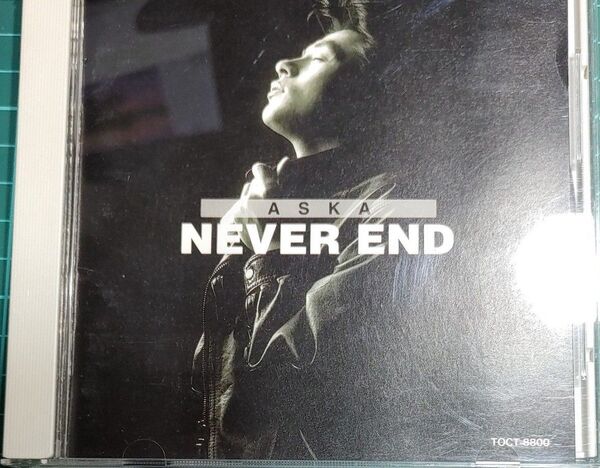 ASKA
NEVER END
TOCT-8800